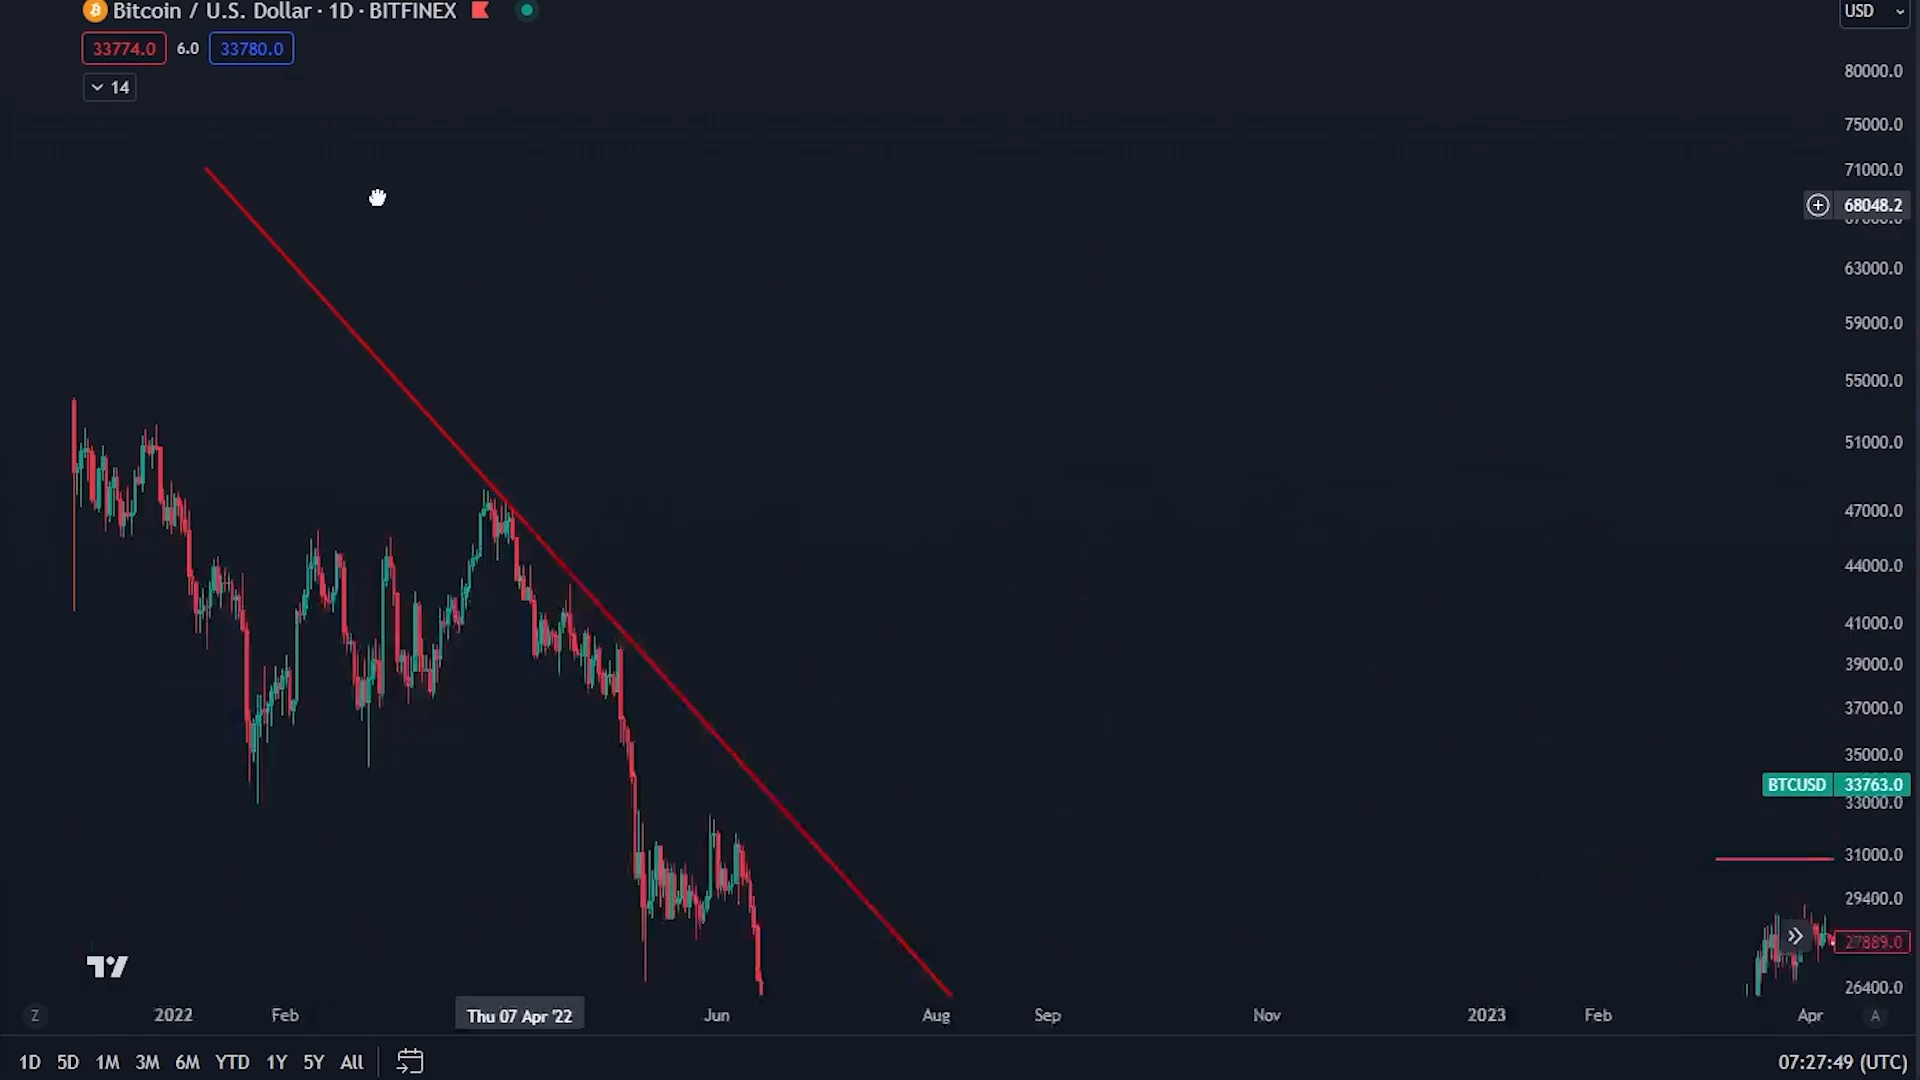 Bitcoin / U.S. Dollar · 1D · BITFINEX
USD
33774.0 6.0 33780.0
14
80000.0
75000.0
71000.0
68048.2
63000.0
59000.0
55000.0
51000.0
47000.0
44000.0
41000.0
39000.0
37000.0
35000.0
BTCUSD 33763.0
33000.0
31000.0
29400.0
27889.0
26400.0
Z 2022 Feb Thu 07 Apr '22 Jun Aug Sep Nov 2023 Feb Apr A
1D 5D 1M 3M 6M YTD 1Y 5Y All
07:27:49 (UTC)